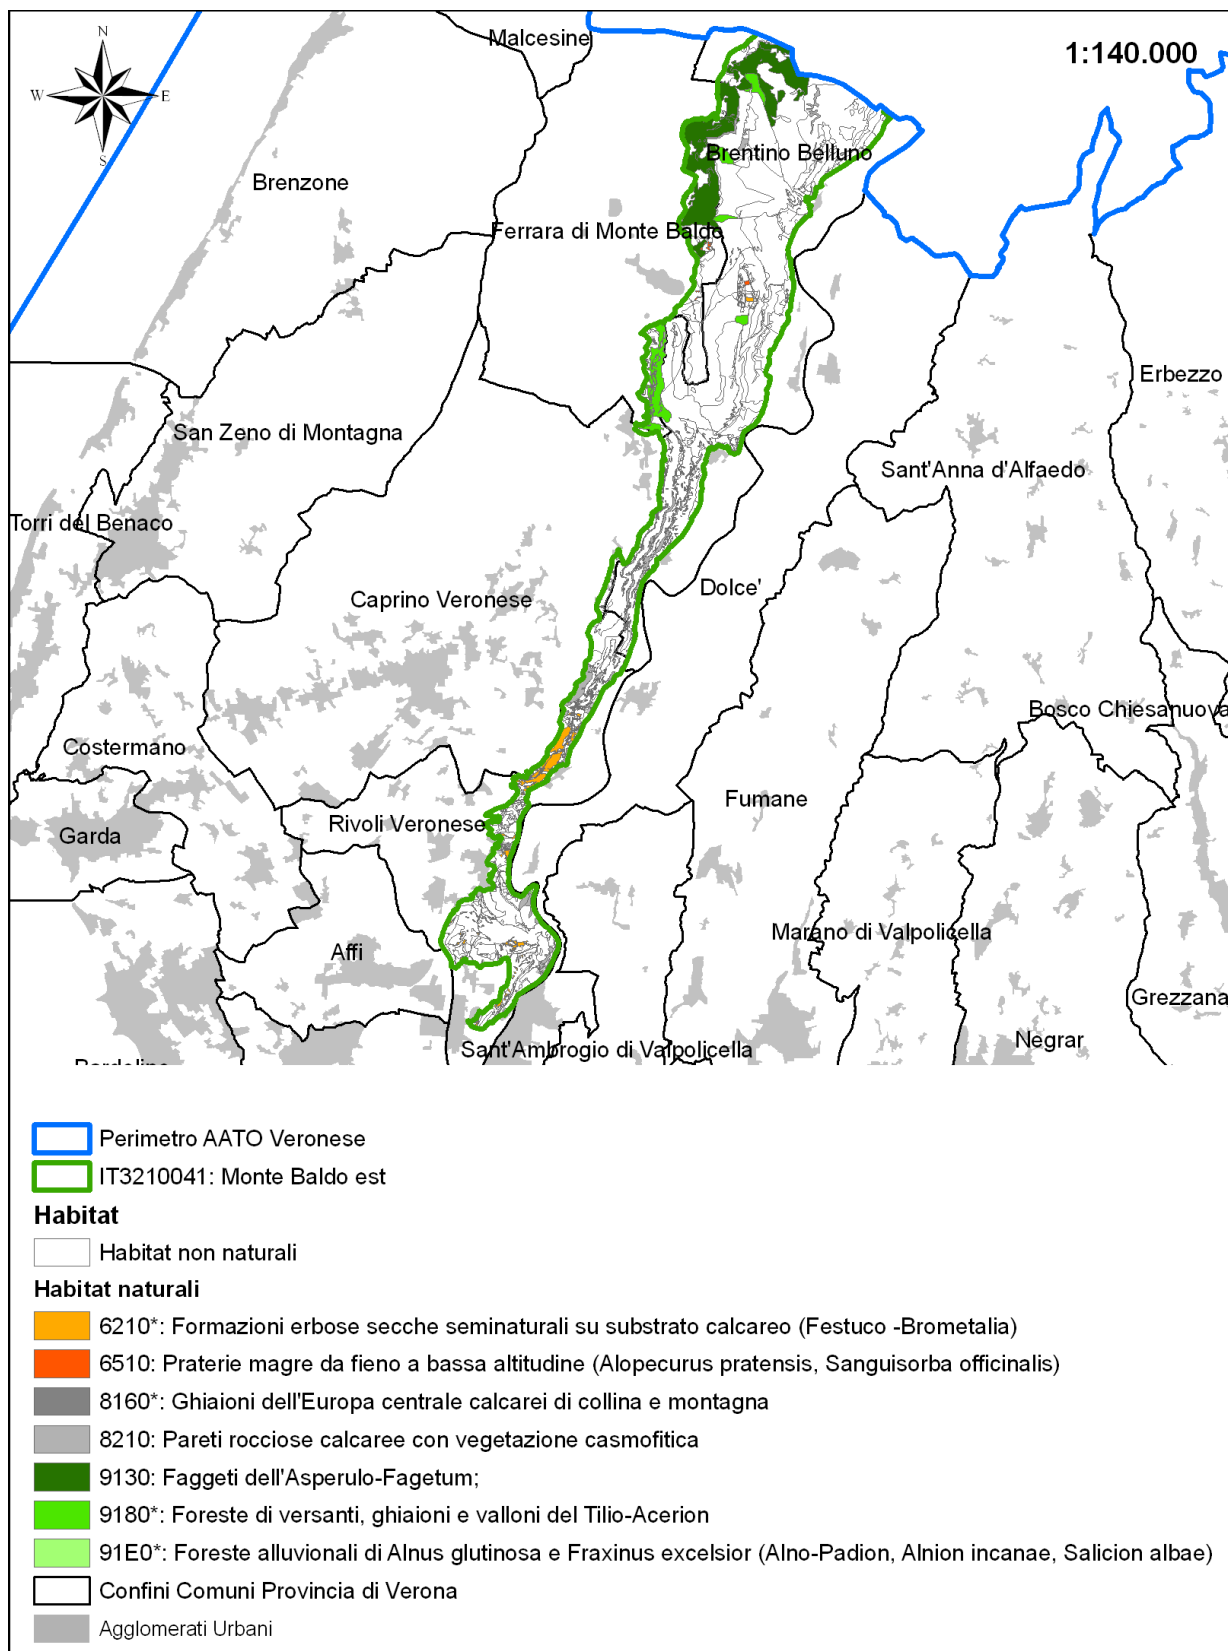 N
W
E
S
1:140.000
Malcesine
Brentino Belluno
Brenzone
Ferrara di Monte Baldo
Erbezzo
San Zeno di Montagna
Sant'Anna d'Alfaedo
Torri del Benaco
Dolce'
Caprino Veronese
Bosco Chiesanuova
Costermano
Fumane
Rivoli Veronese
Garda
Marano di Valpolicella
Affi
Grezzana
Negrar
Sant'Ambrogio di Valpolicella
Perimetro AATO Veronese
IT3210041: Monte Baldo est
Habitat
Habitat non naturali
Habitat naturali
6210*: Formazioni erbose secche seminaturali su substrato calcareo (Festuco -Brometalia)
6510: Praterie magre da fieno a bassa altitudine (Alopecurus pratensis, Sanguisorba officinalis)
8160*: Ghiaioni dell'Europa centrale calcarei di collina e montagna
8210: Pareti rocciose calcaree con vegetazione casmofitica
9130: Faggeti dell'Asperulo-Fagetum;
9180*: Foreste di versanti, ghiaioni e valloni del Tilio-Acerion
91E0*: Foreste alluvionali di Alnus glutinosa e Fraxinus excelsior (Alno-Padion, Alnion incanae, Salicion albae)
Confini Comuni Provincia di Verona
Agglomerati Urbani